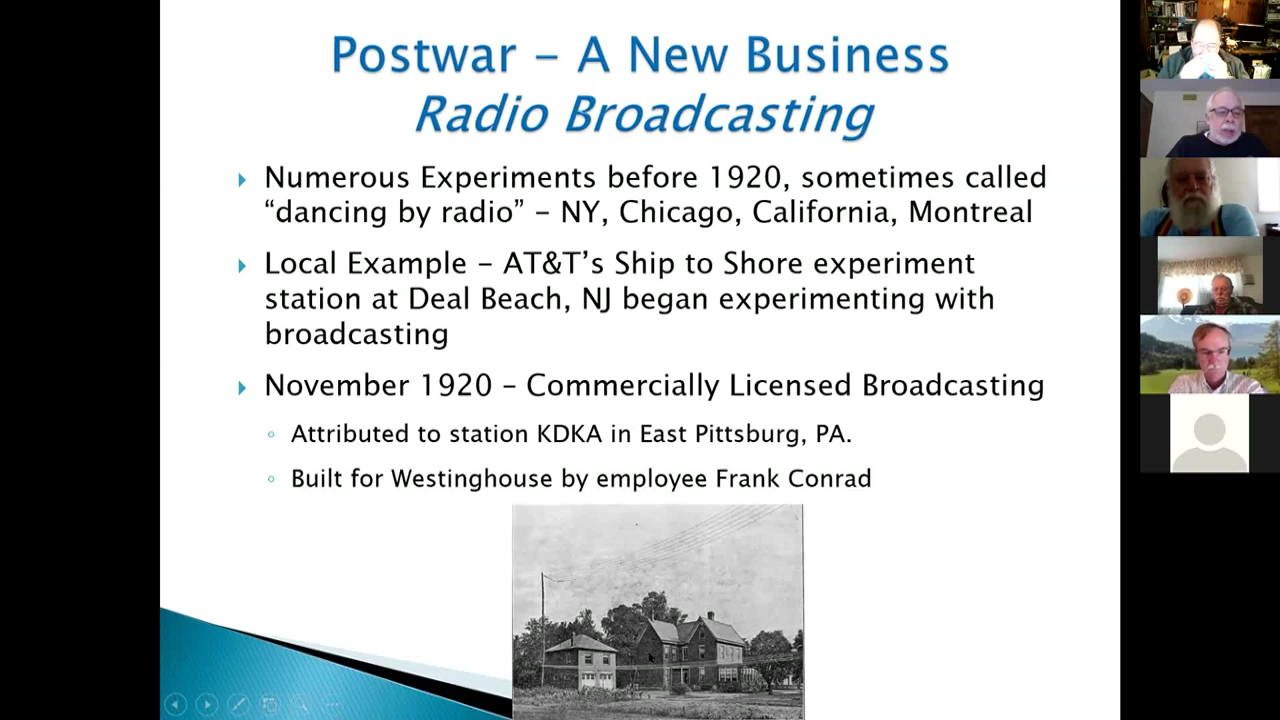 Postwar – A New Business
Radio Broadcasting
Numerous Experiments before 1920, sometimes called
“dancing by radio” – NY, Chicago, California, Montreal
Local Example – AT&T’s Ship to Shore experiment
station at Deal Beach, NJ began experimenting with
broadcasting
November 1920 – Commercially Licensed Broadcasting
Attributed to station KDKA in East Pittsburg, PA.
Built for Westinghouse by employee Frank Conrad